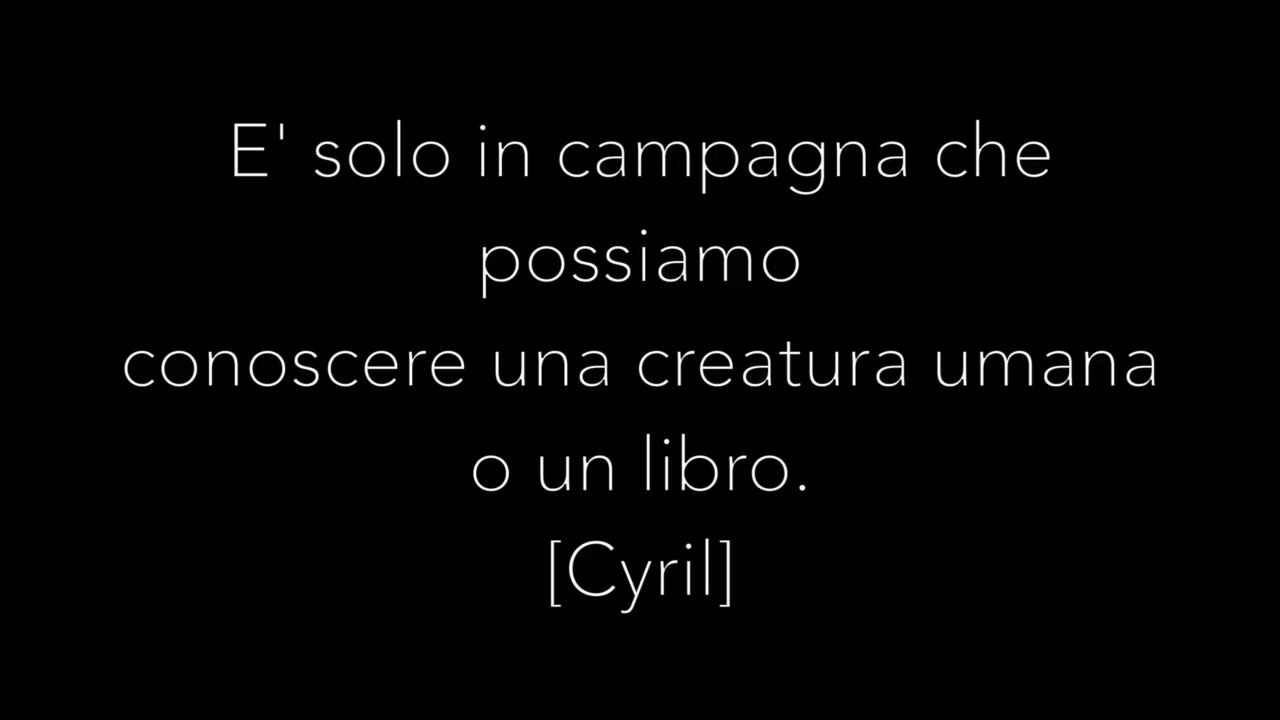 E' solo in campagna che
possiamo
conoscere una creatura umana
o un libro.
[Cyril]